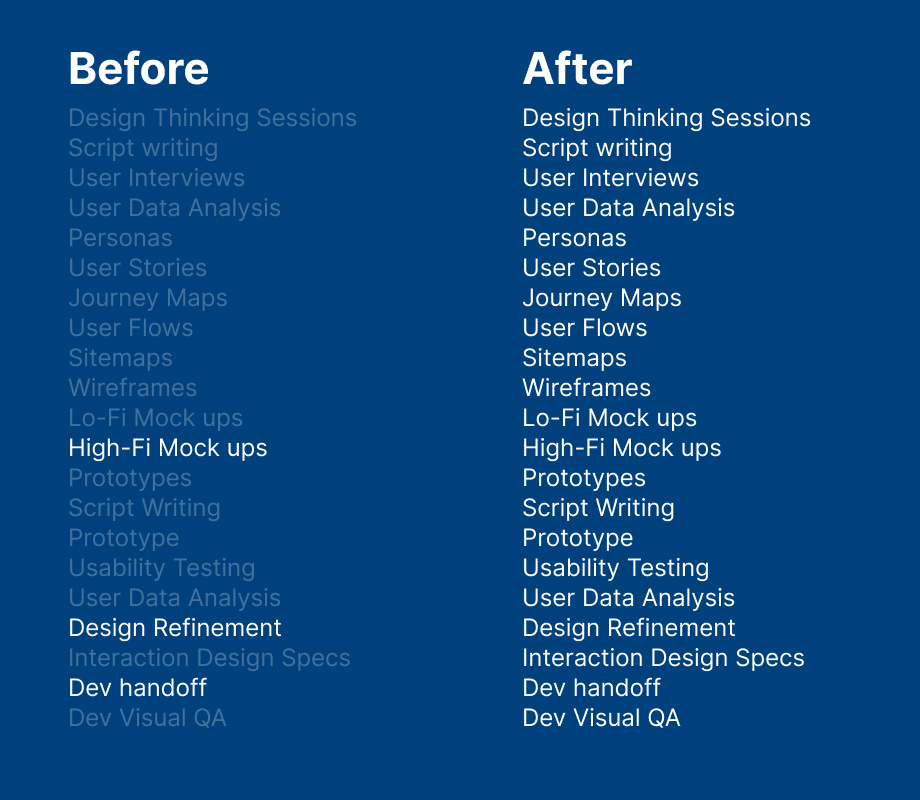 Before
Design Thinking Sessions
Script writing
User Interviews
User Data Analysis
Personas
User Stories
Journey Maps
User Flows
Sitemaps
Wireframes
Lo-Fi Mock ups
High-Fi Mock ups
Prototypes
Script Writing
Prototype
Usability Testing
User Data Analysis
Design Refinement
Interaction Design Specs
Dev handoff
Dev Visual QA
After
Design Thinking Sessions
Script writing
User Interviews
User Data Analysis
Personas
User Stories
Journey Maps
User Flows
Sitemaps
Wireframes
Lo-Fi Mock ups
High-Fi Mock ups
Prototypes
Script Writing
Prototype
Usability Testing
User Data Analysis
Design Refinement
Interaction Design Specs
Dev handoff
Dev Visual QA